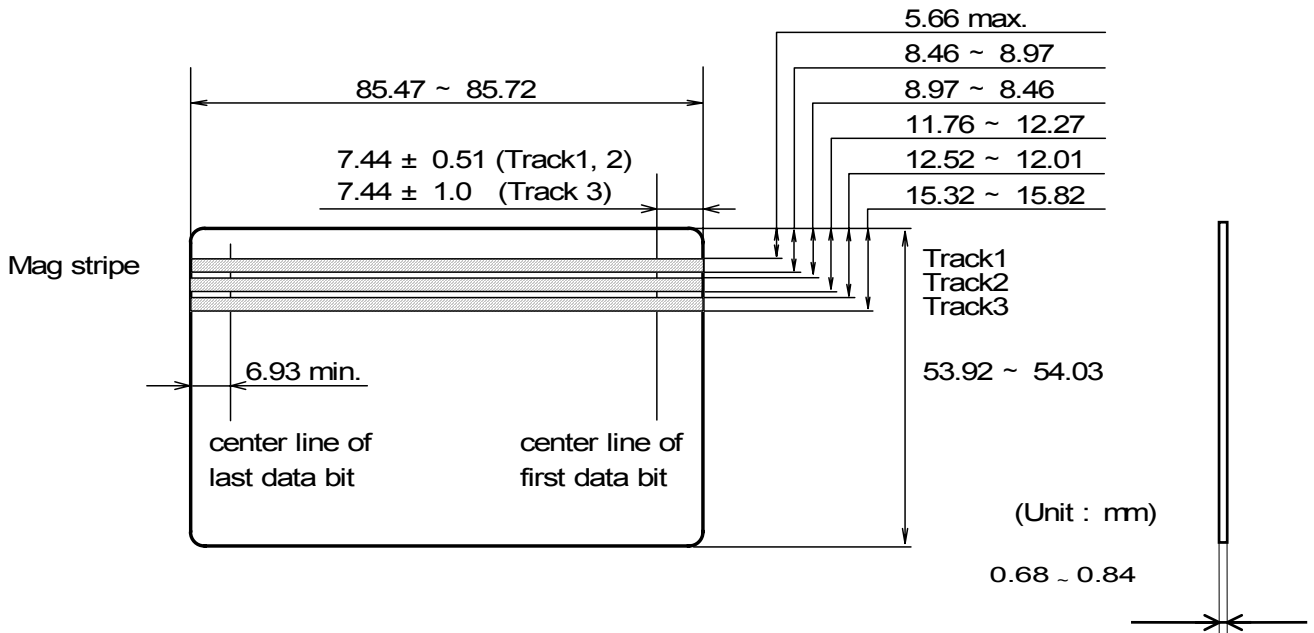 5.66 max.
8.46 ~ 8.97
85.47 ~ 85.72
8.97 ~ 8.46
11.76 ~ 12.27
7.44 ± 0.51 (Track1, 2)
12.52 ~ 12.01
7.44 ± 1.0 (Track 3)
15.32 ~ 15.82
Mag stripe
Track1
Track2
Track3
6.93 min.
53.92 ~ 54.03
center line of
last data bit
center line of
first data bit
(Unit : mm)
0.68 ~ 0.84